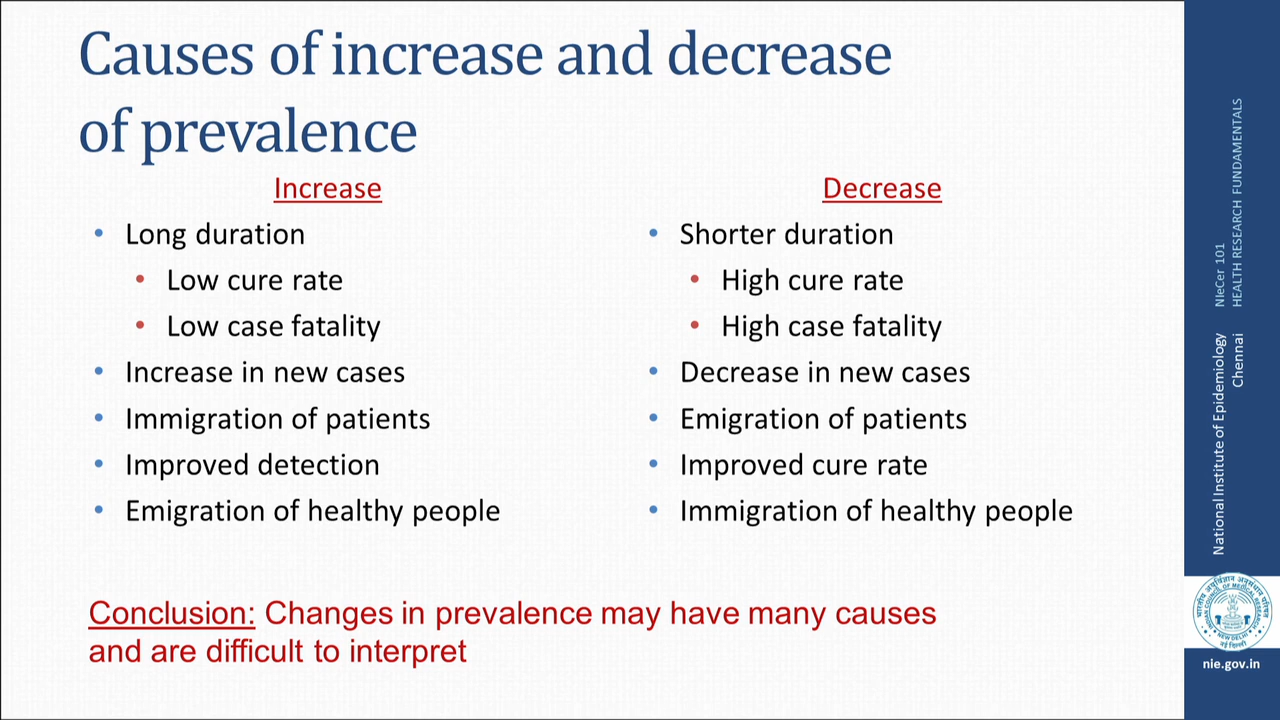 Causes of increase and decrease
of prevalence
Increase
• Long duration
• Low cure rate
• Low case fatality
• Increase in new cases
• Immigration of patients
• Improved detection
• Emigration of healthy people
Decrease
• Shorter duration
• High cure rate
• High case fatality
• Decrease in new cases
• Emigration of patients
• Improved cure rate
• Immigration of healthy people
Conclusion: Changes in prevalence may have many causes
and are difficult to interpret
National Institute of Epidemiology
Chennai
NIeCer 101
HEALTH RESEARCH FUNDAMENTALS
nie.gov.in